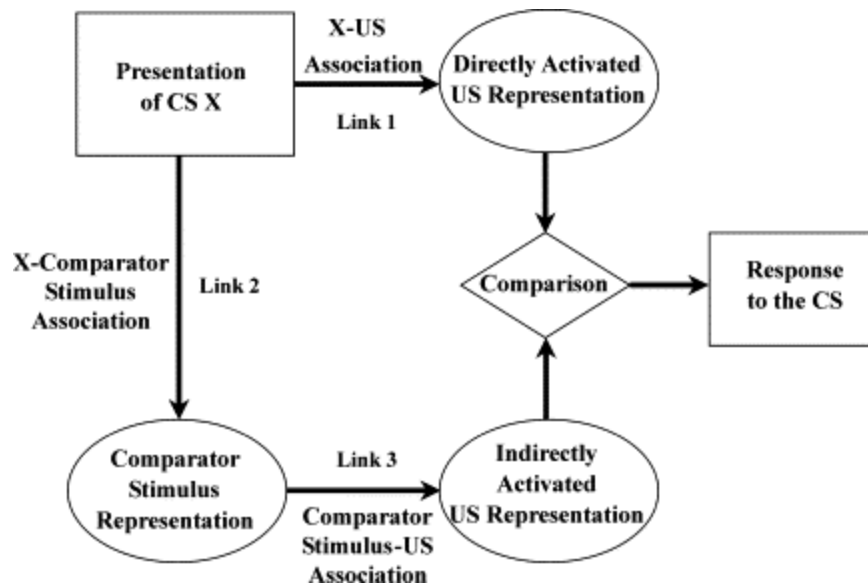 Presentation
of CS X
X-US
Association
Link 1
Directly Activated
US Representation
X-Comparator
Stimulus
Association
Link 2
Comparison
Response
to the CS
Comparator
Stimulus
Representation
Link 3
Comparator
Stimulus-US
Association
Indirectly
Activated
US Representation